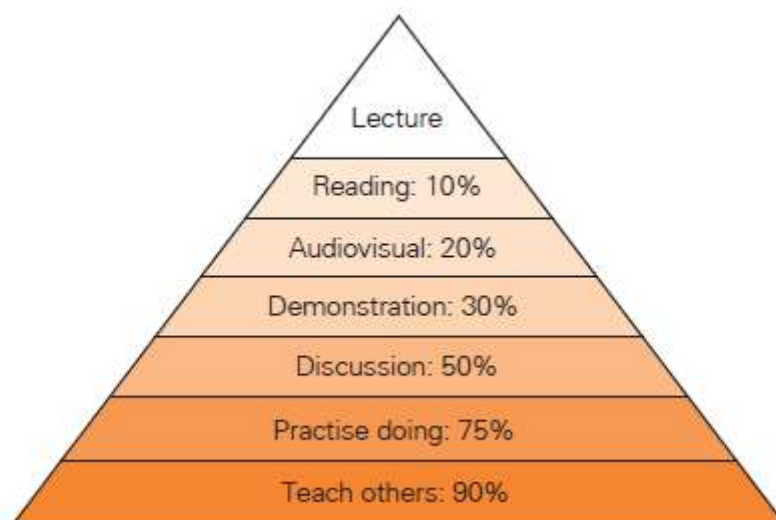 Lecture
Reading: 10%
Audiovisual: 20%
Demonstration: 30%
Discussion: 50%
Practise doing: 75%
Teach others: 90%